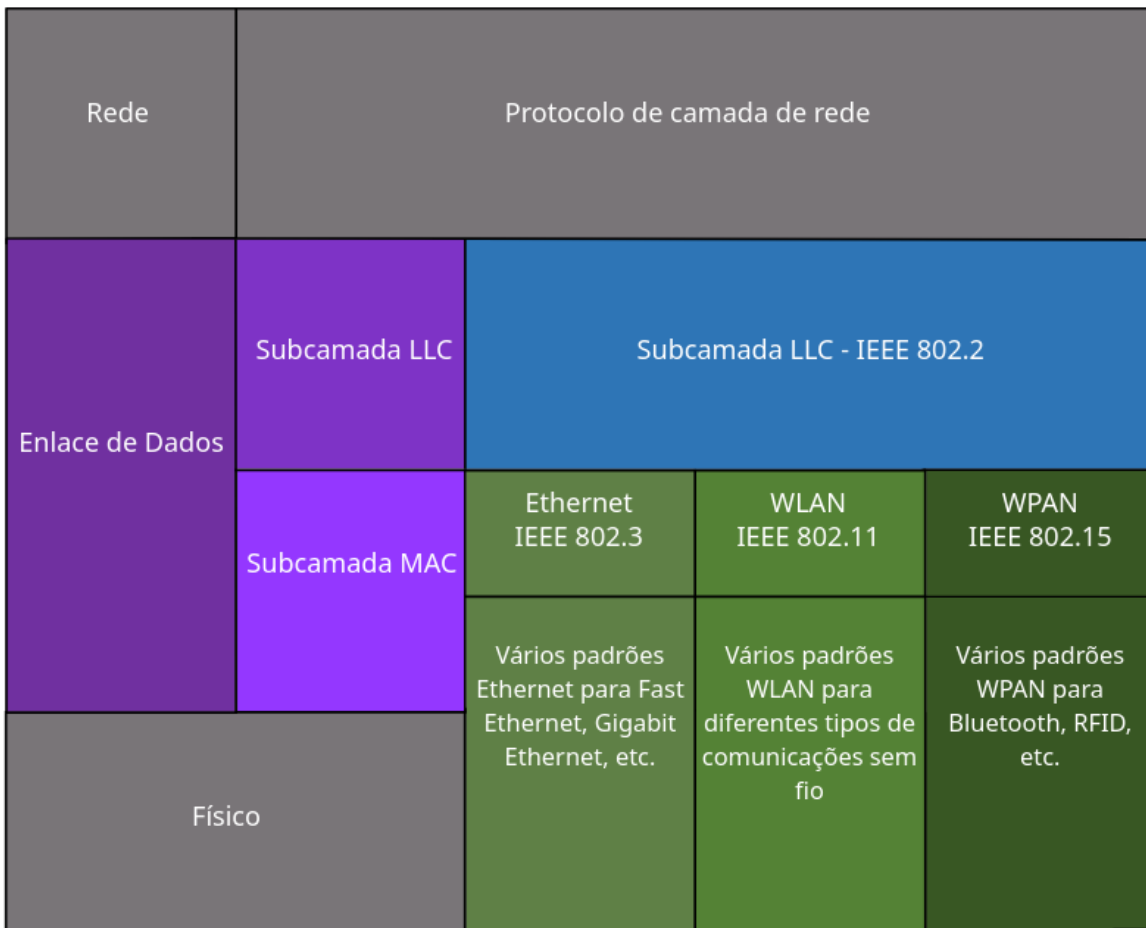 Rede
Protocolo de camada de rede
Enlace de Dados
Subcamada LLC
Subcamada LLC - IEEE 802.2
Subcamada MAC
Ethernet
IEEE 802.3
WLAN
IEEE 802.11
WPAN
IEEE 802.15
Vários padrões
Ethernet para Fast
Ethernet, Gigabit
Ethernet, etc.
Vários padrões
WLAN para
diferentes tipos de
comunicações sem
fio
Vários padrões
WPAN para
Bluetooth, RFID,
etc.
Físico